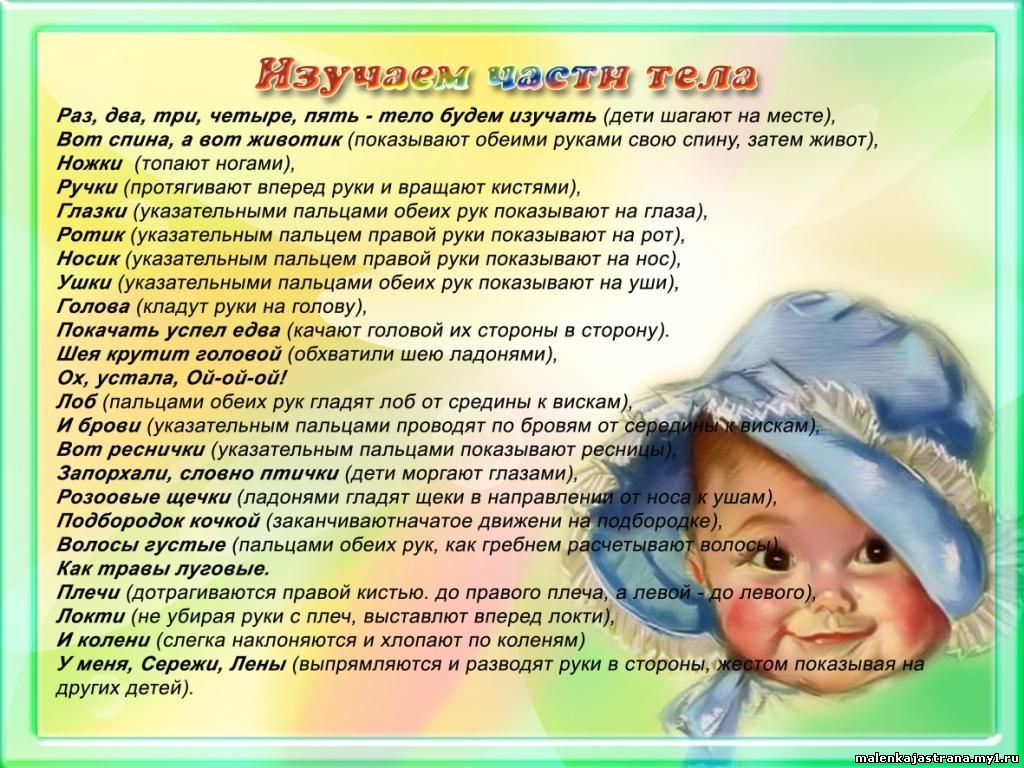 Изучаем части тела
Раз, два, три, четыре, пять - тело будем изучать (дети шагают на месте),
Вот спина, а вот животик (показывают обеими руками свою спину, затем живот),
Ножки (топают ногами),
Ручки (протягивают вперед руки и вращают кистями),
Глазки (указательными пальцами обеих рук показывают на глаза),
Ротик (указательным пальцем правой руки показывают на рот),
Носик (указательным пальцем правой руки показывают на нос),
Ушки (указательными пальцами обеих рук показывают на уши),
Голова (кладут руки на голову),
Покачать успел едва (качают головой их стороны в сторону).
Шея крутит головой (обхватили шею ладонями),
Ох, устала, Ой-ой-ой!
Лоб (пальцами обеих рук гладят лоб от средины к вискам),
И брови (указательным пальцами проводят по бровям от середины к вискам),
Вот реснички (указательным пальцами показывают ресницы),
Запорхали, словно птички (дети моргают глазами),
Розоовые щечки (ладонями гладят щеки в направлении от носа к ушам),
Подбородок кочкой (заканчиваютначатое движени на подбородке),
Волосы густые (пальцами обеих рук, как гребнем расчетывают волосы),
Как травы луговые.
Плечи (дотрагиваются правой кистью. до правого плеча, а левой - до левого),
Локти (не убирая руки с плеч, выставлют вперед локти),
И колени (слегка наклоняются и хлопают по коленям)
У меня, Сережи, Лены (выпрямляются и разводят руки в стороны, жестом показывая на
других детей).
malenkajastrana.my1.ru